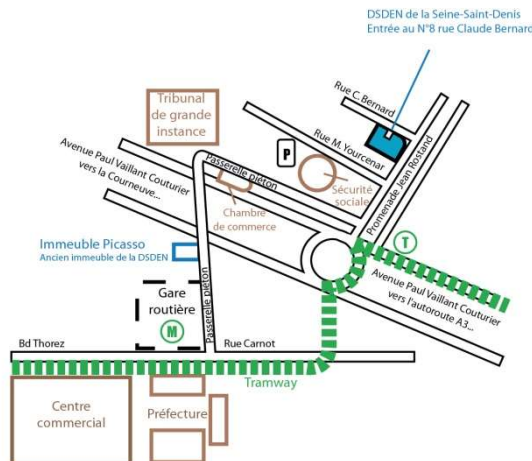 DSDEN de la Seine-Saint-Denis
Entrée au N°8 rue Claude Bernard
Rue C. Bernard
Tribunal
de grande
instance
Rue M. Yourcenar
P
Promenade Jean Rostand
Avenue Paul Vaillant Couturier
vers la Courneuve...
Passerelle piéton
Sécurité
sociale
Chambre
de commerce
T
Immeuble Picasso
Ancien immeuble de la DSDEN
Avenue Paul Vaillant Couturier
vers l'autoroute A3...
Gare
routière
M
Passerelle piéton
Bd Thorez
Rue Carnot
Tramway
Centre
commercial
Préfecture